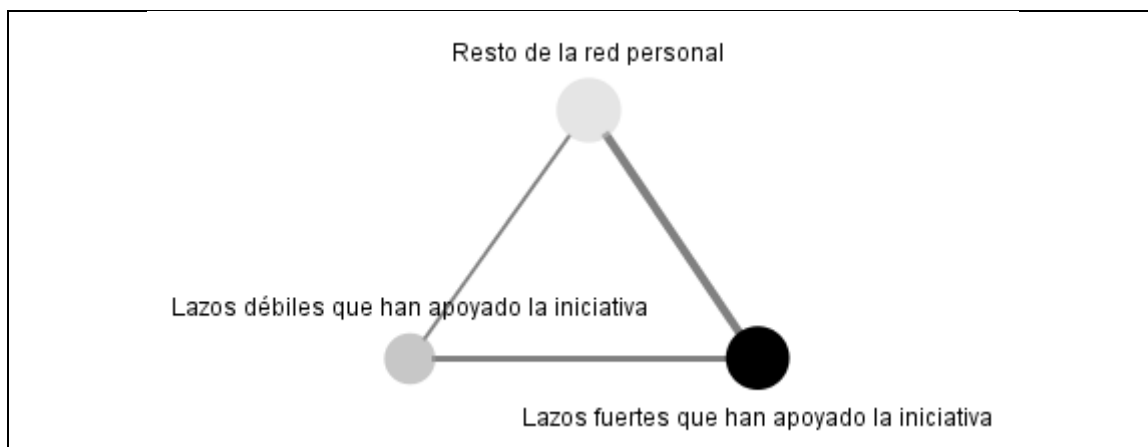 Resto de la red personal
Lazos débiles que han apoyado la iniciativa
Lazos fuertes que han apoyado la iniciativa